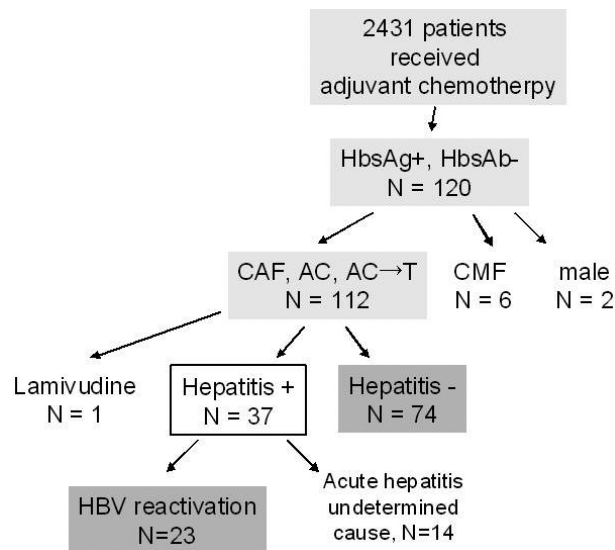 2431 patients
received
adjuvant chemotherpy
HbsAg+, HbsAb-
N = 120
CAF, AC, AC→T
N = 112
CMF
N = 6
male
N = 2
Lamivudine
N = 1
Hepatitis +
N = 37
Hepatitis -
N = 74
HBV reactivation
N=23
Acute hepatitis
undetermined
cause, N=14